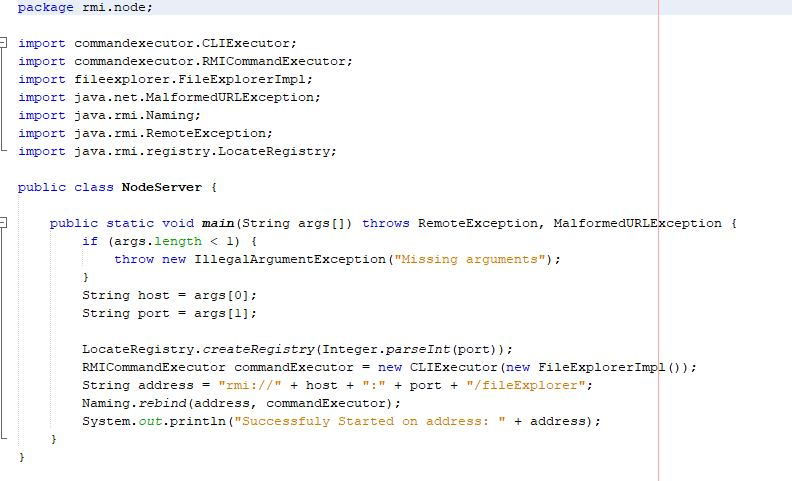 package rmi.node;
import commandexecutor.CLIExecutor;
import commandexecutor.RMICommandExecutor;
import fileexplorer.FileExplorerImpl;
import java.net.MalformedURLException;
import java.rmi.Naming;
import java.rmi.RemoteException;
import java.rmi.registry.LocateRegistry;
public class NodeServer {
public static void main(String args[]) throws RemoteException, MalformedURLException {
if (args.length < 1) {
throw new IllegalArgumentException("Missing arguments");
}
String host = args[0];
String port = args[1];
LocateRegistry.createRegistry(Integer.parseInt(port));
RMICommandExecutor commandExecutor = new CLIExecutor(new FileExplorerImpl());
String address = "rmi://" + host + ":" + port + "/fileExplorer";
Naming.rebind(address, commandExecutor);
System.out.println("Successfuly Started on address: " + address);
}
}